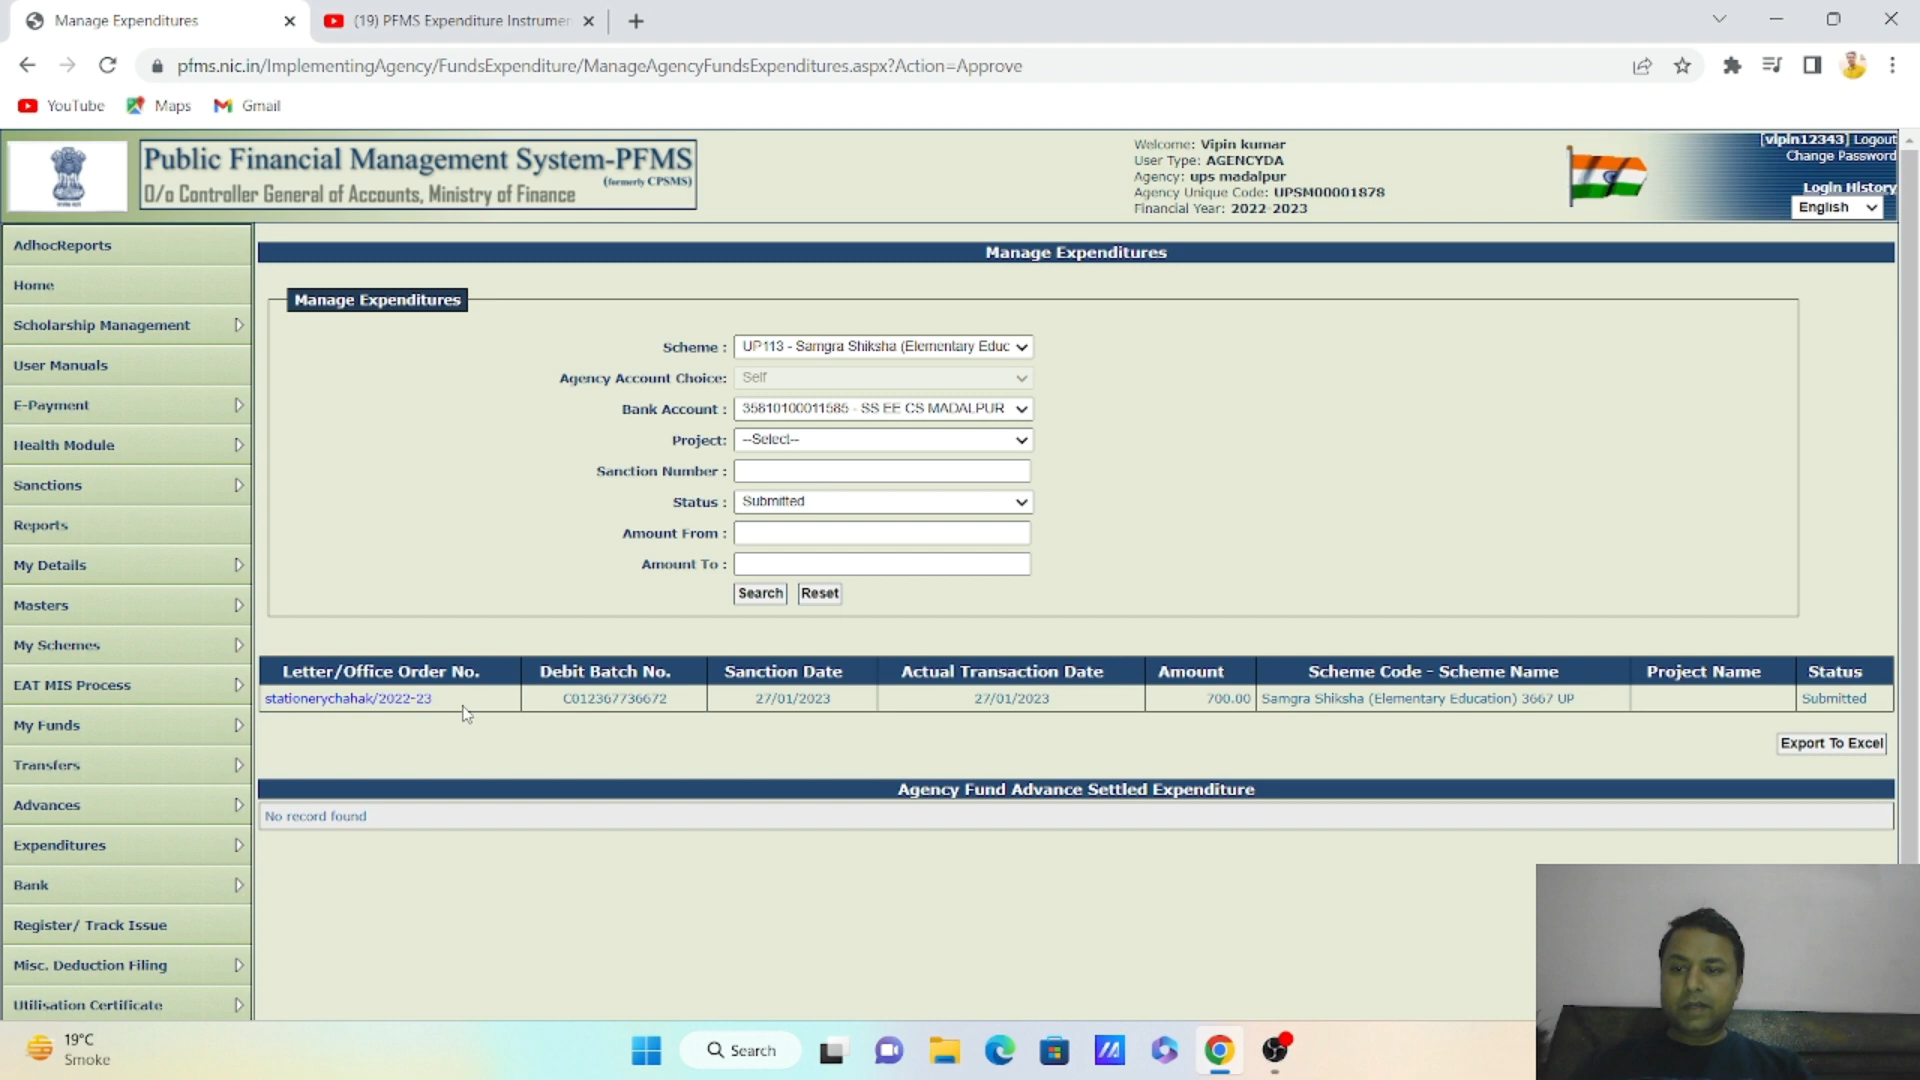 Manage Expenditures
(19) PFMS Expenditure Instrumen
pfms.nic.in/ImplementingAgency/FundsExpenditure/ManageAgencyFundsExpenditures.aspx?Action=Approve
YouTube Maps Gmail
Public Financial Management System-PFMS
(formerly CPSMS)
O/o Controller General of Accounts, Ministry of Finance
Welcome: Vipin kumar
User Type: AGENCYDA
Agency: ups madalpur
Agency Unique Code: UPSM00001878
Financial Year: 2022-2023
[vipin12343] Logout
Change Password
Login History
English
AdhocReports
Home
Scholarship Management
User Manuals
E-Payment
Health Module
Sanctions
Reports
My Details
Masters
My Schemes
EAT MIS Process
My Funds
Transfers
Advances
Expenditures
Bank
Register/ Track Issue
Misc. Deduction Filing
Utilisation Certificate
Manage Expenditures
Manage Expenditures
Scheme : UP113 - Samgra Shiksha (Elementary Educ
Agency Account Choice: Self
Bank Account : 35810100011585 - SS EE CS MADALPUR
Project: --Select--
Sanction Number :
Status : Submitted
Amount From :
Amount To :
Search Reset
Letter/Office Order No. Debit Batch No. Sanction Date Actual Transaction Date Amount Scheme Code - Scheme Name Project Name Status
stationerychahak/2022-23 C012367736672 27/01/2023 27/01/2023 700.00 Samgra Shiksha (Elementary Education) 3667 UP Submitted
Export To Excel
Agency Fund Advance Settled Expenditure
No record found
19°C
Smoke
Search